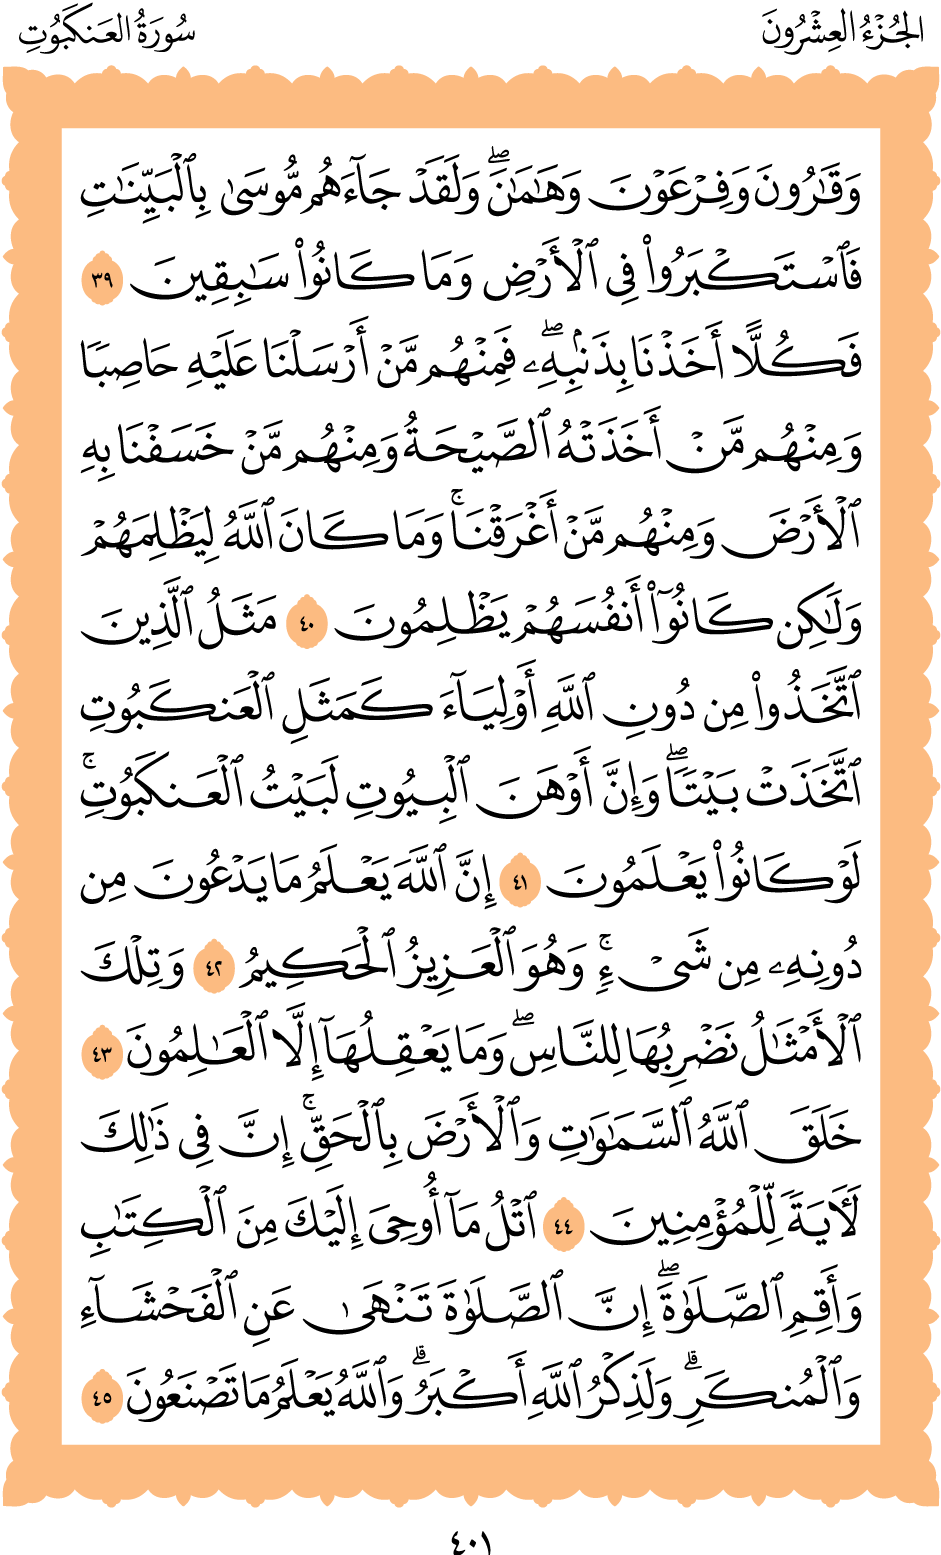 الجُزْءُ العِشْرُونَ
سُورَةُ العَنكَبُوتِ
وَقَٰرُونَ وَفِرْعَوْنَ وَهَٰمَٰنَۖ وَلَقَدْ جَآءَهُم مُّوسَىٰ بِٱلْبَيِّنَٰتِ
فَٱسْتَكْبَرُوا۟ فِى ٱلْأَرْضِ وَمَا كَانُوا۟ سَٰبِقِينَ ٣٩
فَكُلًّا أَخَذْنَا بِذَنۢبِهِۦۖ فَمِنْهُم مَّنْ أَرْسَلْنَا عَلَيْهِ حَاصِبًا
وَمِنْهُم مَّنْ أَخَذَتْهُ ٱلصَّيْحَةُ وَمِنْهُم مَّنْ خَسَفْنَا بِهِ
ٱلْأَرْضَ وَمِنْهُم مَّنْ أَغْرَقْنَاۚ وَمَا كَانَ ٱللَّهُ لِيَظْلِمَهُمْ
وَلَٰكِن كَانُوٓا۟ أَنفُسَهُمْ يَظْلِمُونَ ٤٠ مَثَلُ ٱلَّذِينَ
ٱتَّخَذُوا۟ مِن دُونِ ٱللَّهِ أَوْلِيَآءَ كَمَثَلِ ٱلْعَنكَبُوتِ
ٱتَّخَذَتْ بَيْتًاۖ وَإِنَّ أَوْهَنَ ٱلْبُيُوتِ لَبَيْتُ ٱلْعَنكَبُوتِۚ
لَوْ كَانُوا۟ يَعْلَمُونَ ٤١ إِنَّ ٱللَّهَ يَعْلَمُ مَا يَدْعُونَ مِن
دُونِهِۦ مِن شَىْءٍۚ وَهُوَ ٱلْعَزِيزُ ٱلْحَكِيمُ ٤٢ وَتِلْكَ
ٱلْأَمْثَٰلُ نَضْرِبُهَا لِلنَّاسِۖ وَمَا يَعْقِلُهَآ إِلَّا ٱلْعَٰلِمُونَ ٤٣
خَلَقَ ٱللَّهُ ٱلسَّمَٰوَٰتِ وَٱلْأَرْضَ بِٱلْحَقِّۚ إِنَّ فِى ذَٰلِكَ
لَءَايَةً لِّلْمُؤْمِنِينَ ٤٤ ٱتْلُ مَآ أُوحِىَ إِلَيْكَ مِنَ ٱلْكِتَٰبِ
وَأَقِمِ ٱلصَّلَوٰةَۖ إِنَّ ٱلصَّلَوٰةَ تَنْهَىٰ عَنِ ٱلْفَحْشَآءِ
وَٱلْمُنكَرِۗ وَلَذِكْرُ ٱللَّهِ أَكْبَرُۗ وَٱللَّهُ يَعْلَمُ مَا تَصْنَعُونَ ٤٥
٤٠١